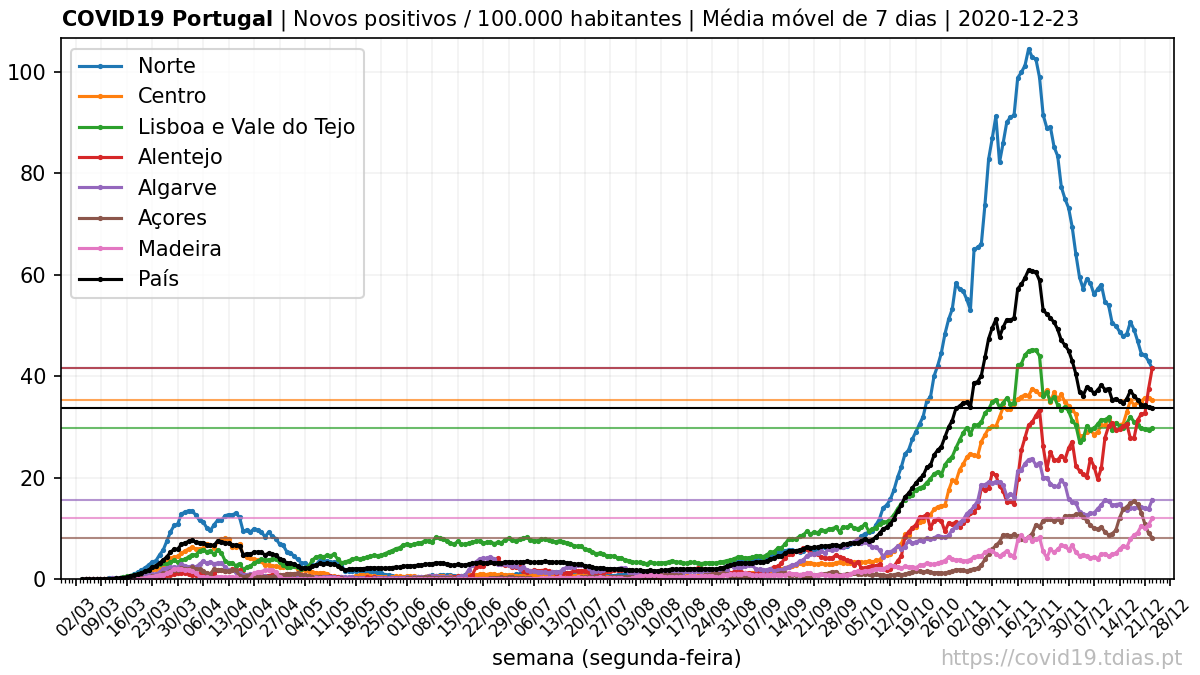 COVID19 Portugal | Novos positivos / 100.000 habitantes | Média móvel de 7 dias | 2020-12-23
Norte
Centro
Lisboa e Vale do Tejo
Alentejo
Algarve
Açores
Madeira
País
100
80
60
40
20
0
02/03 09/03 16/03 23/03 30/03 06/04 13/04 20/04 27/04 04/05 11/05 18/05 25/05 01/06 08/06 15/06 22/06 29/06 06/07 13/07 20/07 27/07 03/08 10/08 17/08 24/08 31/08 07/09 14/09 21/09 28/09 05/10 12/10 19/10 26/10 02/11 09/11 16/11 23/11 30/11 07/12 14/12 21/12 28/12
semana (segunda-feira)
https://covid19.tdias.pt